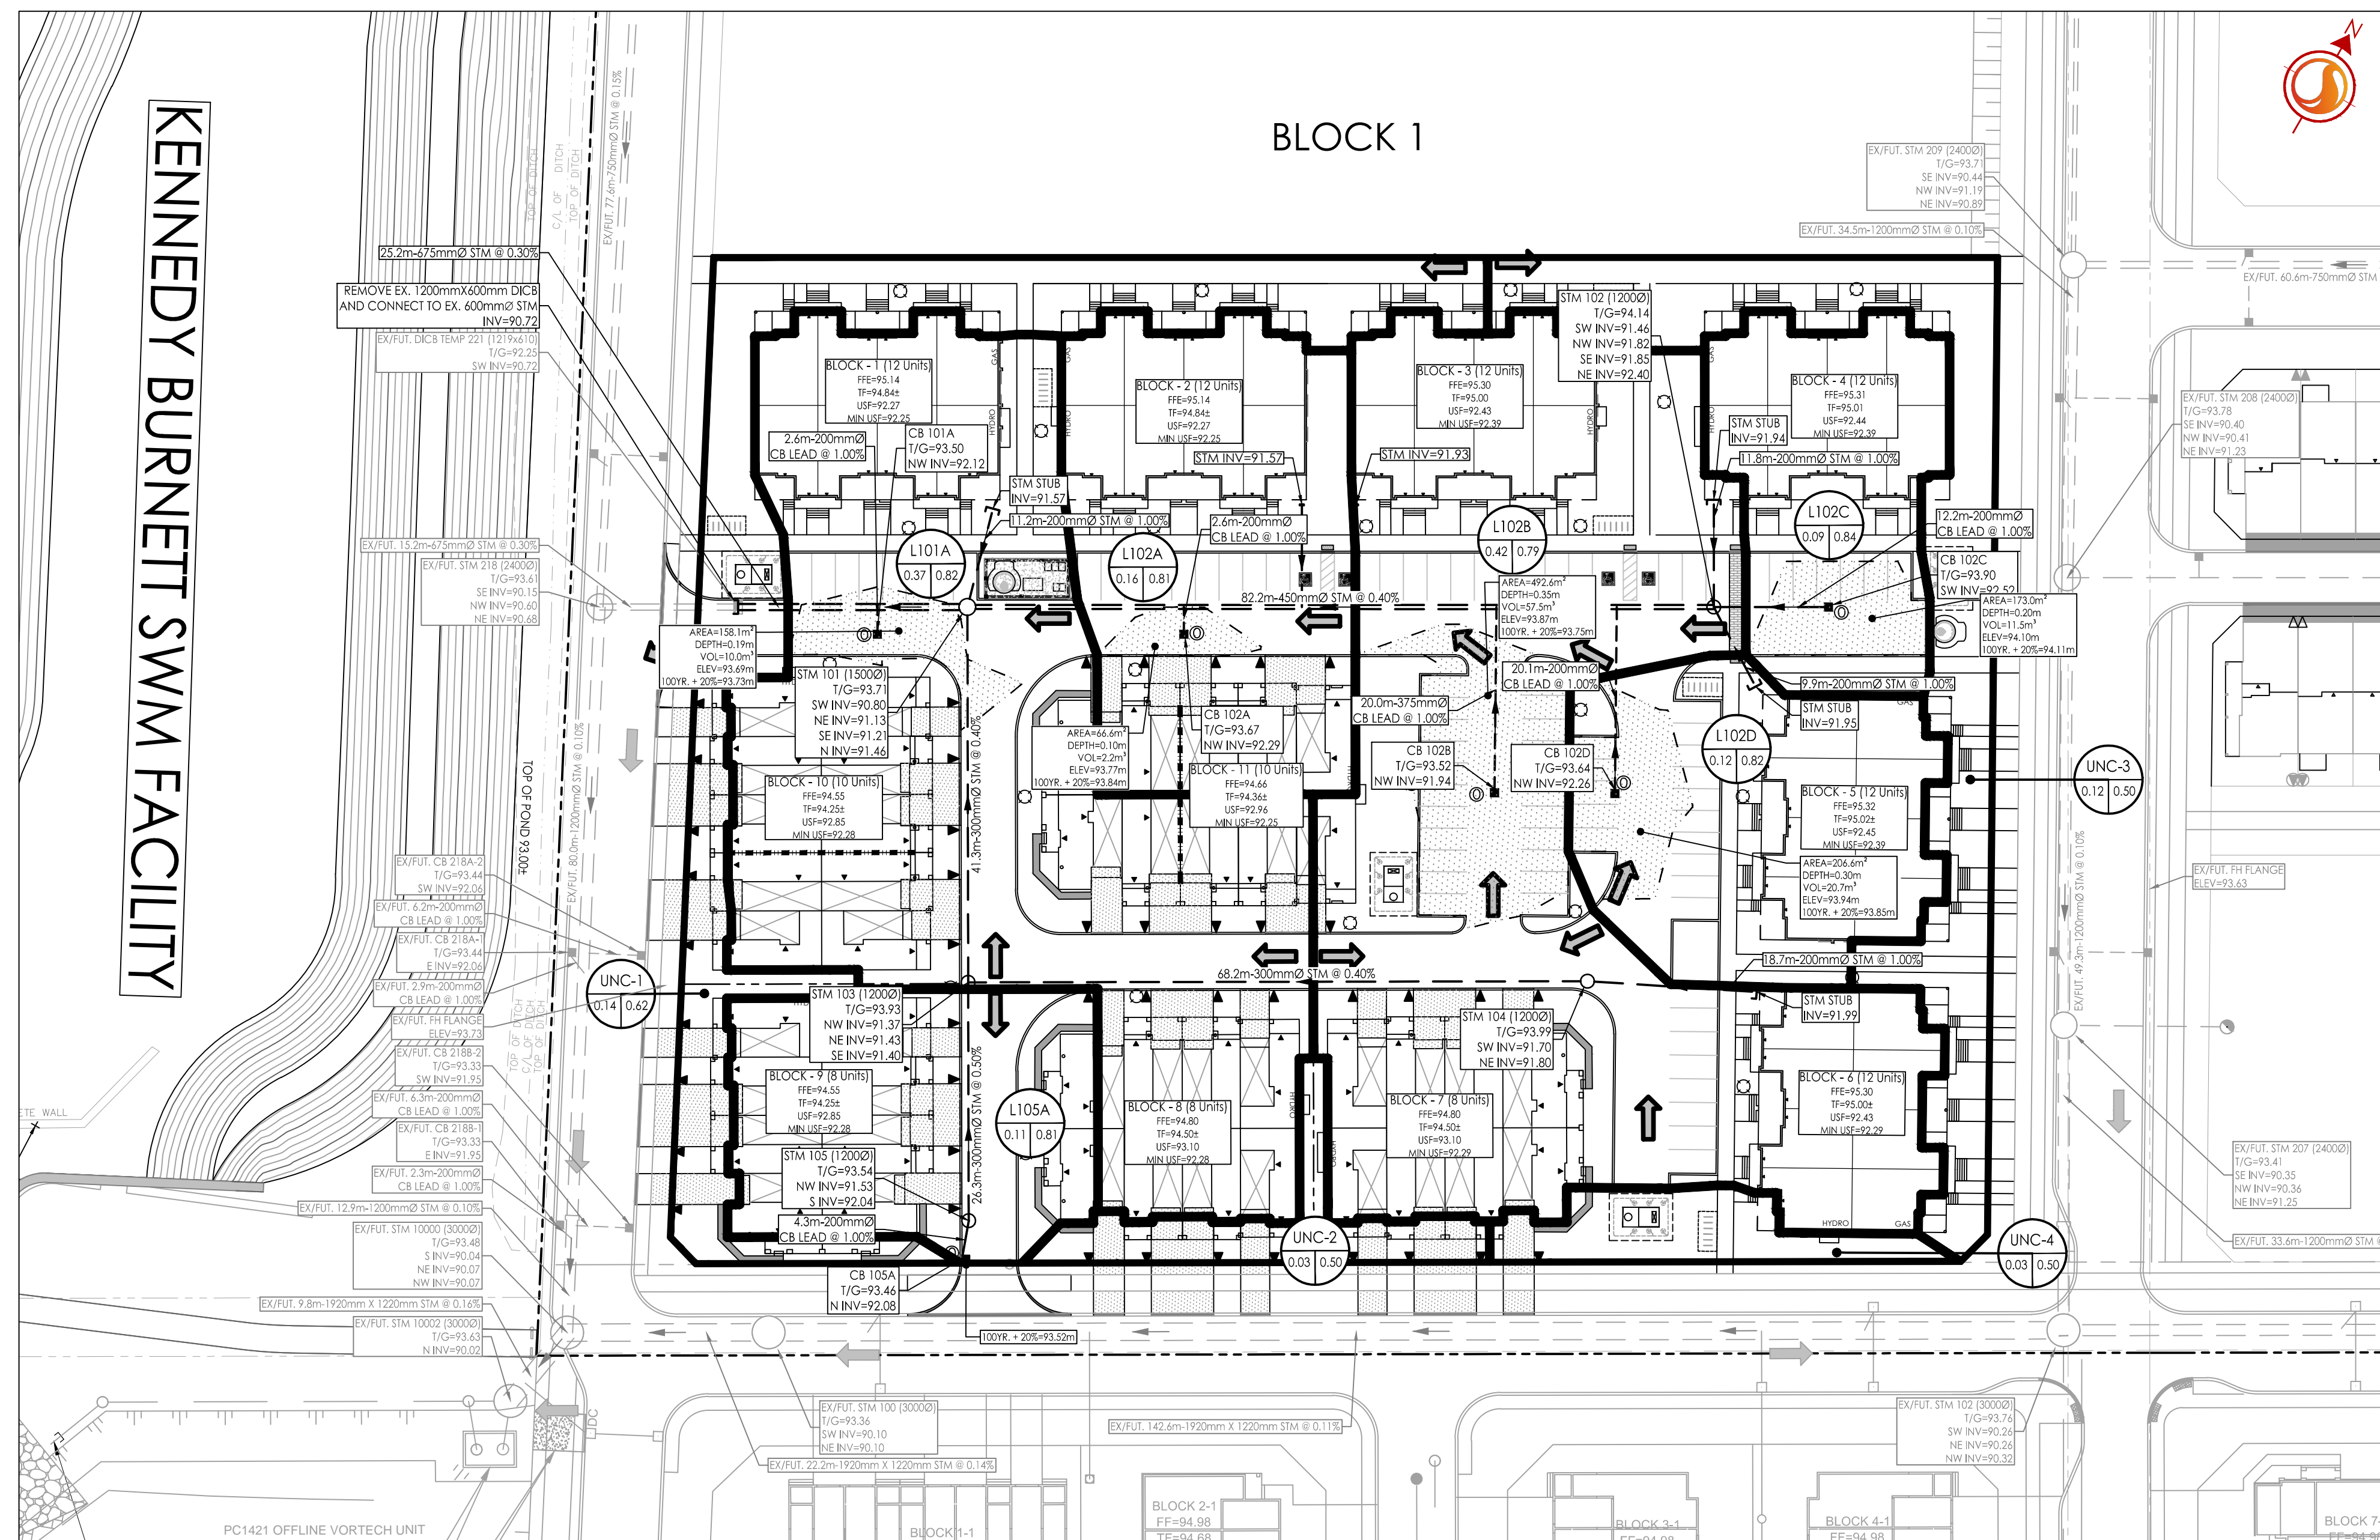 BLOCK 1
N
KENNEDY BURNETT SWM FACILITY
TOP OF DITCH
C/L OF DITCH
TOP OF DITCH
EX/FUT. 77.6m-750mmØ STM @ 0.15%
25.2m-675mmØ STM @ 0.30%
REMOVE EX. 1200mmX600mm DICB
AND CONNECT TO EX. 600mmØ STM
INV=90.72
EX/FUT. DICB TEMP 221 (1219x610)
T/G=92.25
SW INV=90.72
EX/FUT. STM 209 (2400Ø)
T/G=93.71
SE INV=90.44
NW INV=91.19
NE INV=90.89
EX/FUT. 34.5m-1200mmØ STM @ 0.10%
EX/FUT. 60.6m-750mmØ STM
STM 102 (1200Ø)
T/G=94.14
SW INV=91.46
NW INV=91.82
SE INV=91.85
NE INV=92.40
BLOCK - 1 (12 Units)
FFE=95.14
TF=94.84±
USF=92.27
MIN USF=92.25
BLOCK - 2 (12 Units)
FFE=95.14
TF=94.84±
USF=92.27
MIN USF=92.25
BLOCK - 3 (12 Units)
FFE=95.30
TF=95.00
USF=92.43
MIN USF=92.39
BLOCK - 4 (12 Units)
FFE=95.31
TF=95.01
USF=92.44
MIN USF=92.39
GAS
HYDRO
GAS
HYDRO
GAS
HYDRO
GAS
HYDRO
EX/FUT. STM 208 (2400Ø)
T/G=93.78
SE INV=90.40
NW INV=90.41
NE INV=91.23
2.6m-200mmØ
CB LEAD @ 1.00%
CB 101A
T/G=93.50
NW INV=92.12
STM STUB
INV=91.57
11.2m-200mmØ STM @ 1.00%
STM INV=91.57
STM INV=91.93
STM STUB
INV=91.94
11.8m-200mmØ STM @ 1.00%
2.6m-200mmØ
CB LEAD @ 1.00%
12.2m-200mmØ
CB LEAD @ 1.00%
L101A
0.37 0.82
L102A
0.16 0.81
L102B
0.42 0.79
L102C
0.09 0.84
CB 102C
T/G=93.90
SW INV=92.52
AREA=173.0m²
DEPTH=0.20m
VOL=11.5m³
ELEV=94.10m
100YR. + 20%=94.11m
EX/FUT. 15.2m-675mmØ STM @ 0.30%
EX/FUT. STM 218 (2400Ø)
T/G=93.61
SE INV=90.15
NW INV=90.60
NE INV=90.68
AREA=492.6m²
DEPTH=0.35m
VOL=57.5m³
ELEV=93.87m
100YR. + 20%=93.75m
82.2m-450mmØ STM @ 0.40%
AREA=158.1m²
DEPTH=0.19m
VOL=10.0m³
ELEV=93.69m
100YR. + 20%=93.73m
STM 101 (1500Ø)
T/G=93.71
SW INV=90.80
NE INV=91.13
SE INV=91.21
N INV=91.46
20.1m-200mmØ
CB LEAD @ 1.00%
20.0m-375mmØ
CB LEAD @ 1.00%
9.9m-200mmØ STM @ 1.00%
STM STUB
INV=91.95
GAS
AREA=66.6m²
DEPTH=0.10m
VOL=2.2m³
ELEV=93.77m
100YR. + 20%=93.84m
CB 102A
T/G=93.67
NW INV=92.29
CB 102B
T/G=93.52
NW INV=91.94
CB 102D
T/G=93.64
NW INV=92.26
L102D
0.12 0.82
UNC-3
0.12 0.50
BLOCK - 10 (10 Units)
FFE=94.55
TF=94.25±
USF=92.85
MIN USF=92.28
BLOCK - 11 (10 Units)
FFE=94.66
TF=94.36±
USF=92.96
MIN USF=92.25
BLOCK - 5 (12 Units)
FFE=95.32
TF=95.02±
USF=92.45
MIN USF=92.39
AREA=206.6m²
DEPTH=0.30m
VOL=20.7m³
ELEV=93.94m
100YR. + 20%=93.85m
41.3m-300mmØ STM @ 0.40%
TOP OF POND 93.00±
EX/FUT. 80.0m-1200mmØ STM @ 0.10%
EX/FUT. 49.3m-1200mmØ STM @ 0.10%
EX/FUT. FH FLANGE
ELEV=93.63
EX/FUT. CB 218A-2
T/G=93.44
SW INV=92.06
EX/FUT. 6.2m-200mmØ
CB LEAD @ 1.00%
EX/FUT. CB 218A-1
T/G=93.44
E INV=92.06
EX/FUT. 2.9m-200mmØ
CB LEAD @ 1.00%
EX/FUT. FH FLANGE
ELEV=93.73
EX/FUT. CB 218B-2
T/G=93.33
SW INV=91.95
EX/FUT. 6.3m-200mmØ
CB LEAD @ 1.00%
EX/FUT. CB 218B-1
T/G=93.33
E INV=91.95
EX/FUT. 2.3m-200mmØ
CB LEAD @ 1.00%
EX/FUT. 12.9m-1200mmØ STM @ 0.10%
EX/FUT. STM 10000 (3000Ø)
T/G=93.48
S INV=90.04
NE INV=90.07
NW INV=90.07
EX/FUT. 9.8m-1920mm X 1220mm STM @ 0.16%
EX/FUT. STM 10002 (3000Ø)
T/G=93.63
N INV=90.02
TOP OF DITCH
C/L OF DITCH
TOP OF DITCH
UNC-1
0.14 0.62
68.2m-300mmØ STM @ 0.40%
18.7m-200mmØ STM @ 1.00%
STM STUB
INV=91.99
STM 103 (1200Ø)
T/G=93.93
NW INV=91.37
NE INV=91.43
SE INV=91.40
STM 104 (1200Ø)
T/G=93.99
SW INV=91.70
NE INV=91.80
BLOCK - 9 (8 Units)
FFE=94.55
TF=94.25±
USF=92.85
MIN USF=92.28
L105A
0.11 0.81
26.3m-300mmØ STM @ 0.50%
BLOCK - 8 (8 Units)
FFE=94.80
TF=94.50±
USF=93.10
MIN USF=92.28
HYDRO
HYDRO
BLOCK - 7 (8 Units)
FFE=94.80
TF=94.50±
USF=93.10
MIN USF=92.29
BLOCK - 6 (12 Units)
FFE=95.30
TF=95.00±
USF=92.43
MIN USF=92.29
HYDRO
GAS
STM 105 (1200Ø)
T/G=93.54
NW INV=91.53
S INV=92.04
4.3m-200mmØ
CB LEAD @ 1.00%
CB 105A
T/G=93.46
N INV=92.08
100YR. + 20%=93.52m
UNC-2
0.03 0.50
UNC-4
0.03 0.50
EX/FUT. STM 207 (2400Ø)
T/G=93.41
SE INV=90.35
NW INV=90.36
NE INV=91.25
EX/FUT. 33.6m-1200mmØ STM
ETE WALL
DC
EX/FUT. STM 100 (3000Ø)
T/G=93.36
SW INV=90.10
NE INV=90.10
EX/FUT. 22.2m-1920mm X 1220mm STM @ 0.14%
EX/FUT. 142.6m-1920mm X 1220mm STM @ 0.11%
EX/FUT. STM 102 (3000Ø)
T/G=93.76
SW INV=90.26
NE INV=90.26
NW INV=90.32
PC1421 OFFLINE VORTECH UNIT
BLOCK 1-1
BLOCK 2-1
FF=94.98
TF=94.68
BLOCK 3-1
FF=94.98
BLOCK 4-1
FF=94.98
BLOCK 7